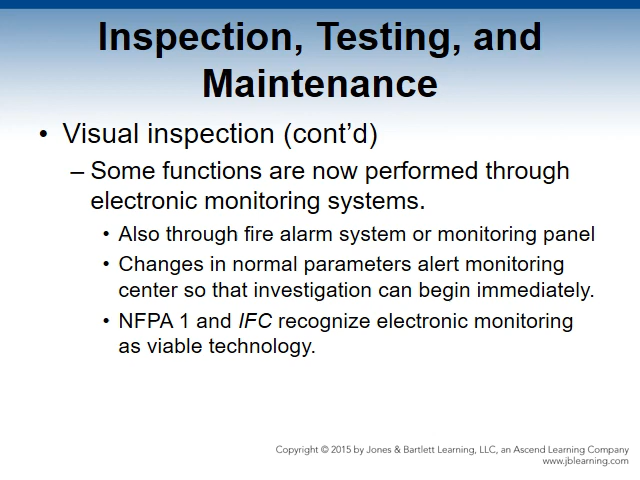 Inspection, Testing, and
Maintenance
• Visual inspection (cont’d)
– Some functions are now performed through
electronic monitoring systems.
• Also through fire alarm system or monitoring panel
• Changes in normal parameters alert monitoring
center so that investigation can begin immediately.
• NFPA 1 and IFC recognize electronic monitoring
as viable technology.
Copyright © 2015 by Jones & Bartlett Learning, LLC, an Ascend Learning Company
www.jblearning.com